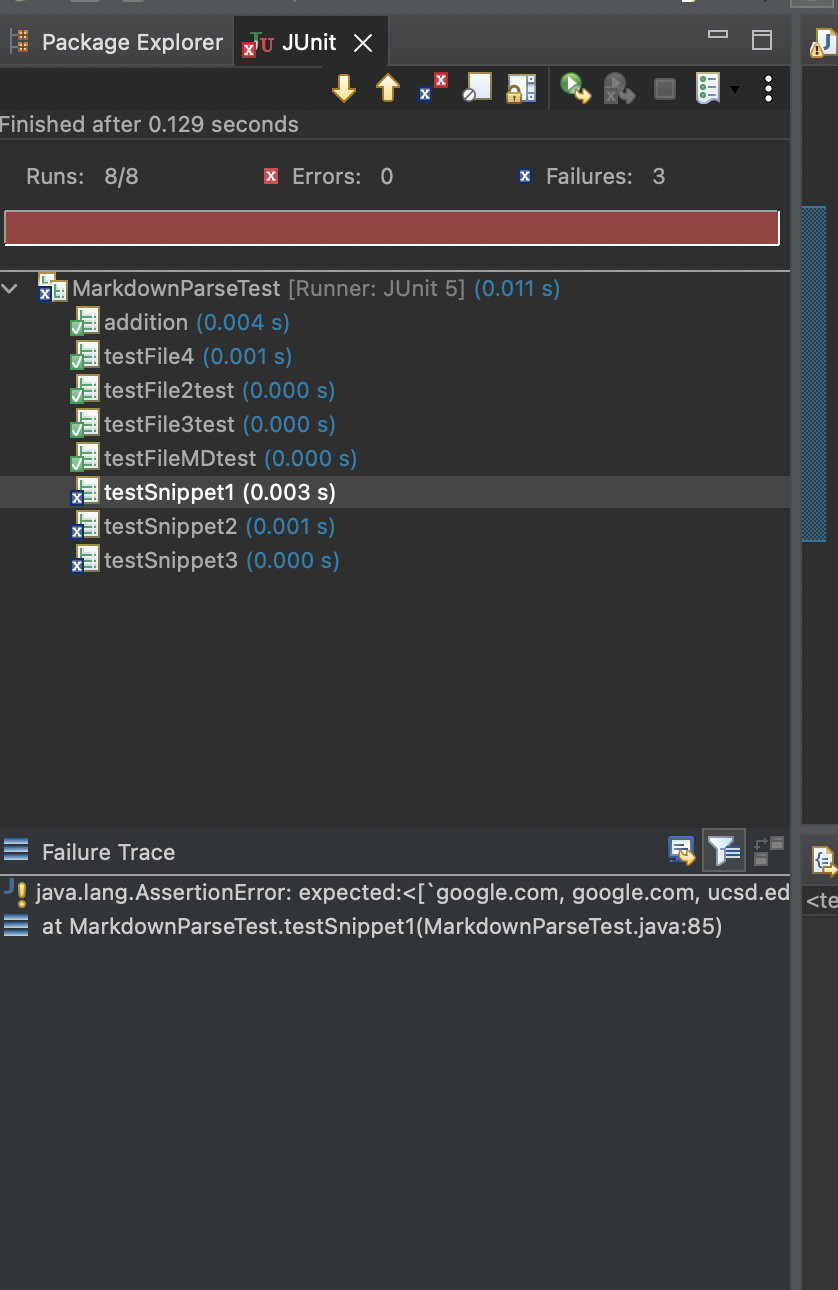 Package Explorer JUnit
Finished after 0.129 seconds
Runs: 8/8 Errors: 0 Failures: 3
MarkdownParseTest [Runner: JUnit 5] (0.011 s)
addition (0.004 s)
testFile4 (0.001 s)
testFile2test (0.000 s)
testFile3test (0.000 s)
testFileMDtest (0.000 s)
testSnippet1 (0.003 s)
testSnippet2 (0.001 s)
testSnippet3 (0.000 s)
Failure Trace
java.lang.AssertionError: expected:<[`google.com, google.com, ucsd.ed
<te
at MarkdownParseTest.testSnippet1(MarkdownParseTest.java:85)